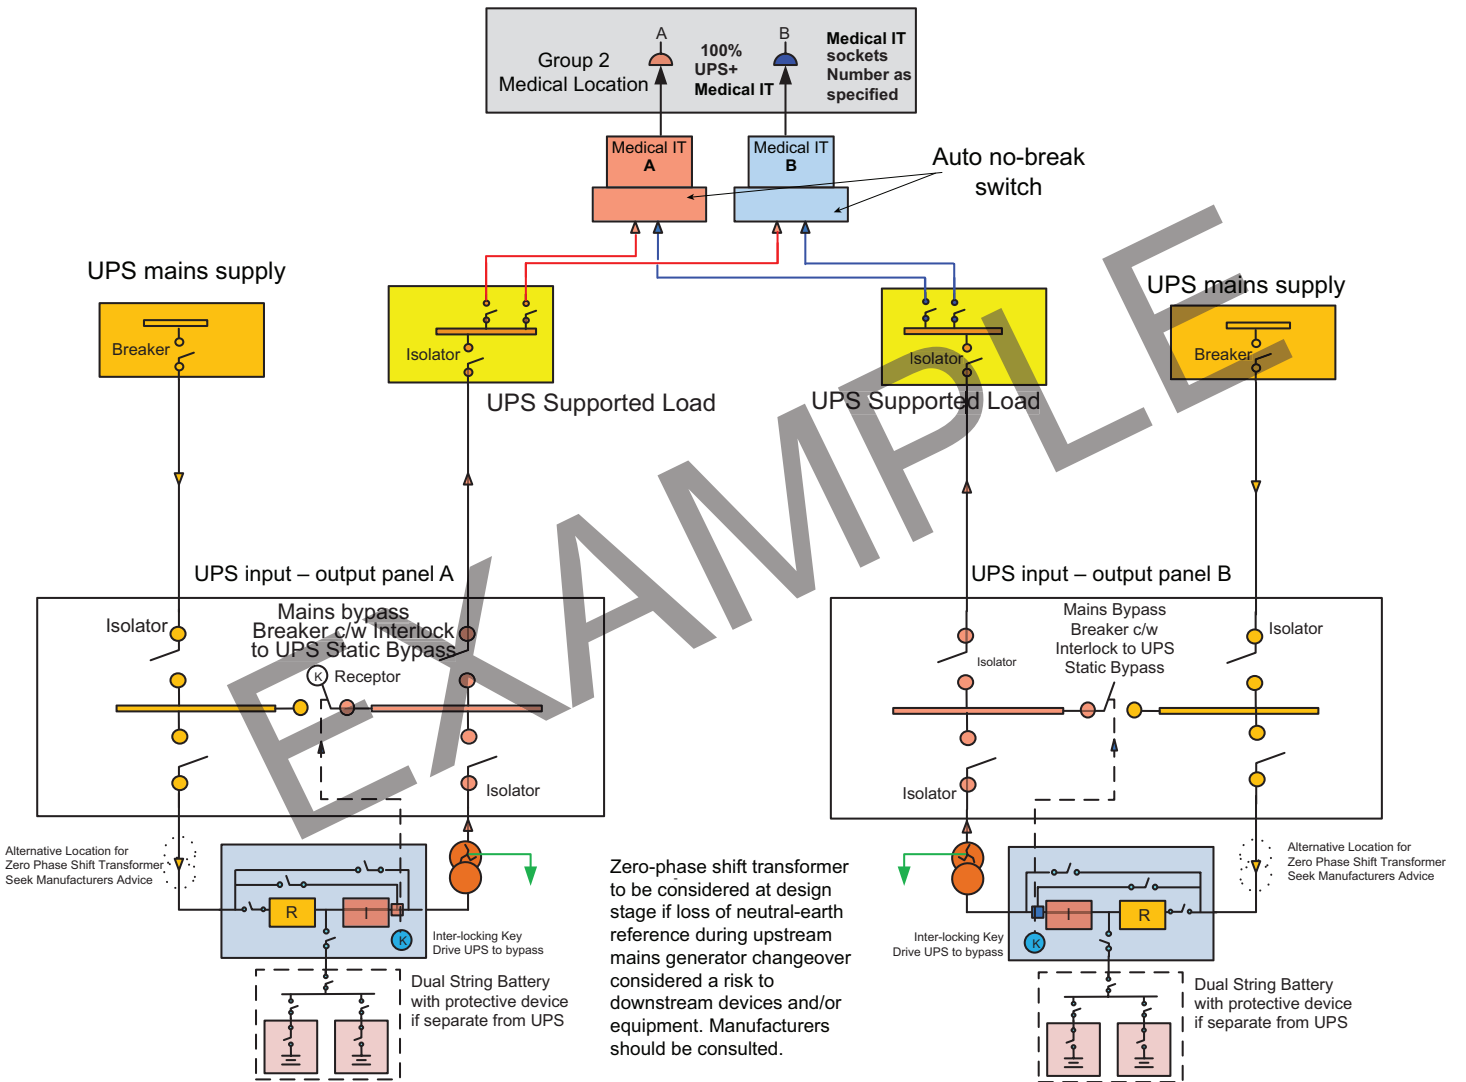 Group 2
Medical Location
A
100%
UPS+
Medical IT
B
Medical IT
sockets
Number as
specified
Medical IT
A
Medical IT
B
Auto no-break
switch
UPS mains supply
Breaker
Isolator
UPS Supported Load
Isolator
UPS Supported Load
UPS mains supply
Breaker
EXAMPLE
UPS input – output panel A
Isolator
Mains bypass
Breaker c/w Interlock
to UPS Static Bypass
K
Receptor
Isolator
UPS input – output panel B
Mains Bypass
Breaker c/w
Interlock to UPS
Static Bypass
Isolator
Isolator
Isolator
Alternative Location for
Zero Phase Shift Transformer
Seek Manufacturers Advice
R
I
K
Inter-locking Key
Drive UPS to bypass
Dual String Battery
with protective device
if separate from UPS
Zero-phase shift transformer
to be considered at design
stage if loss of neutral-earth
reference during upstream
mains generator changeover
considered a risk to
downstream devices and/or
equipment. Manufacturers
should be consulted.
Inter-locking Key
Drive UPS to bypass
K
I
R
Alternative Location for
Zero Phase Shift Transformer
Seek Manufacturers Advice
Dual String Battery
with protective device
if separate from UPS